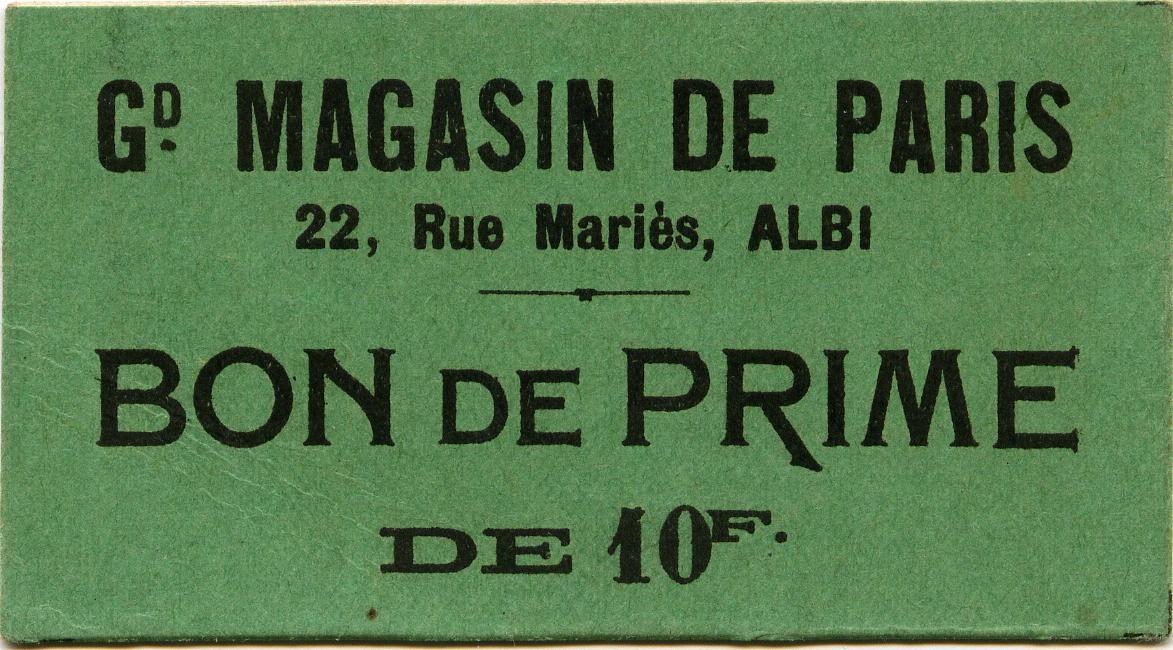 GD. MAGASIN DE PARIS
22, Rue Mariès, ALBI
BON DE PRIME
DE 10F.